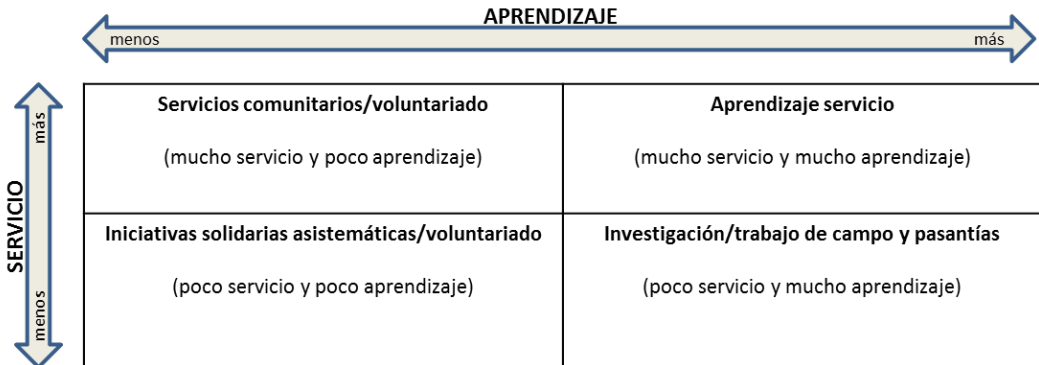 APRENDIZAJE
menos
más
SERVICIO
más
menos
Servicios comunitarios/voluntariado
(mucho servicio y poco aprendizaje)
Aprendizaje servicio
(mucho servicio y mucho aprendizaje)
Iniciativas solidarias asistemáticas/voluntariado
(poco servicio y poco aprendizaje)
Investigación/trabajo de campo y pasantías
(poco servicio y mucho aprendizaje)